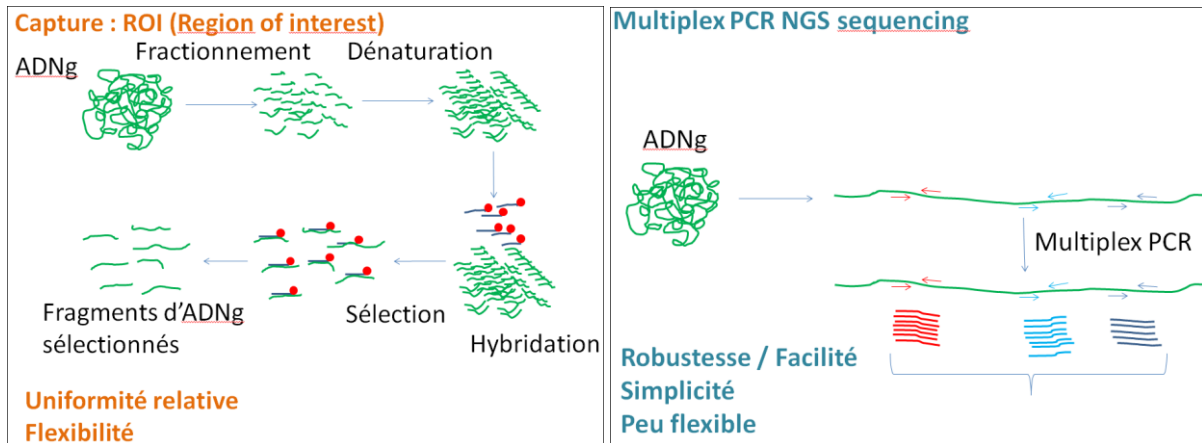 Capture : ROI (Region of interest)
Fractionnement
Dénaturation
ADNg
Fragments d'ADNg
sélectionnés
Sélection
Hybridation
Uniformité relative
Flexibilité
Multiplex PCR NGS sequencing
ADNg
Multiplex PCR
Robustesse / Facilité
Simplicité
Peu flexible